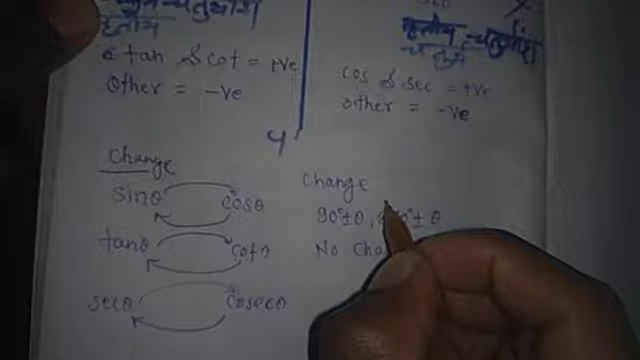 तृतीय
tan & cot = +ve
Other = -ve
तृतीय - चतुर्थांश
चतुर्थ
cos & sec = +ve
other = -ve
y'
Change
sinθ cosθ
tanθ cotθ
secθ cosecθ
Change
90°±θ, ± θ
No